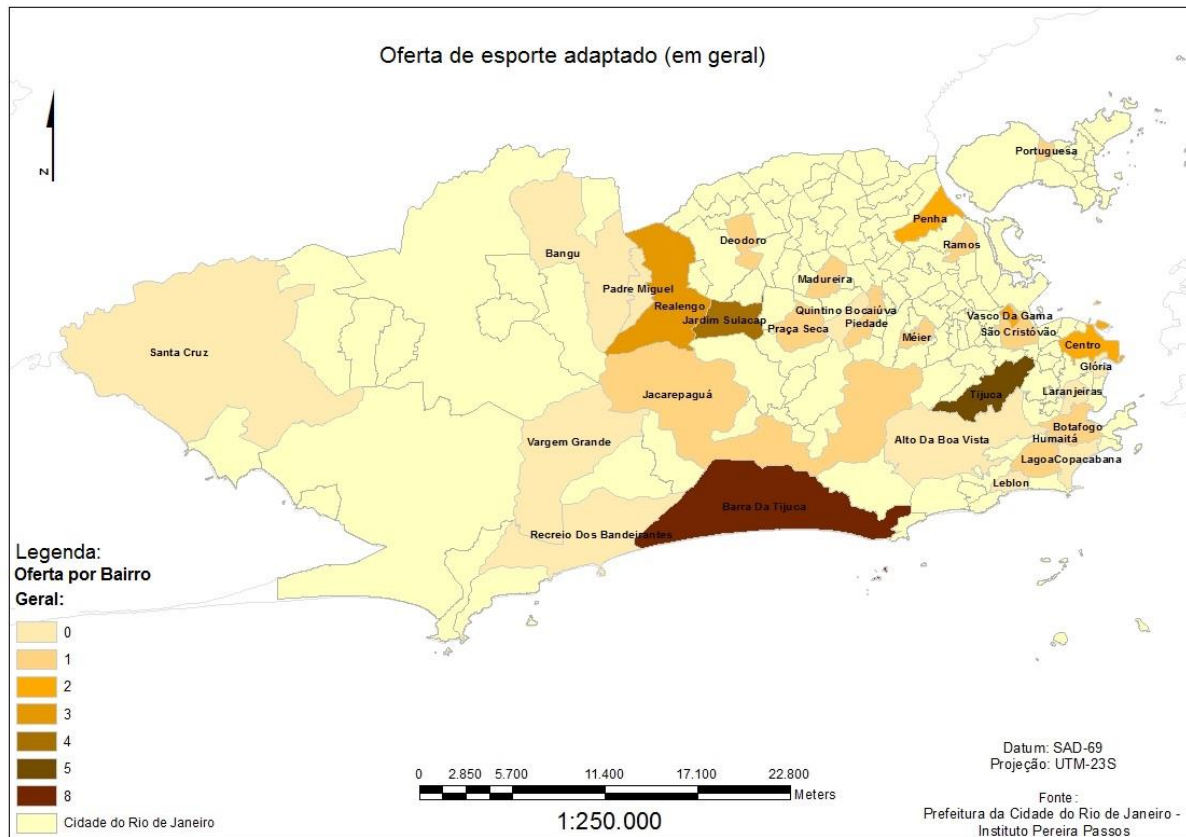 Oferta de esporte adaptado (em geral)
N
Portuguesa
Penha
Ramos
Deodoro
Bangu
Madureira
Padre Miguel
Realengo
Jardim Sulacap
Quintino Bocaiúva
Praça Seca
Piedade
Méier
Vasco Da Gama
São Cristóvão
Centro
Glória
Santa Cruz
Jacarepaguá
Tijuca
Laranjeiras
Vargem Grande
Alto Da Boa Vista
Botafogo
Humaitá
Lagoa
Copacabana
Leblon
Barra Da Tijuca
Recreio Dos Bandeirantes
Legenda:
Oferta por Bairro
Geral:
0
1
2
3
4
5
8
Cidade do Rio de Janeiro
0 2.850 5.700 11.400 17.100 22.800
Meters
1:250.000
Datum: SAD-69
Projeção: UTM-23S
Fonte :
Prefeitura da Cidade do Rio de Janeiro -
Instituto Pereira Passos